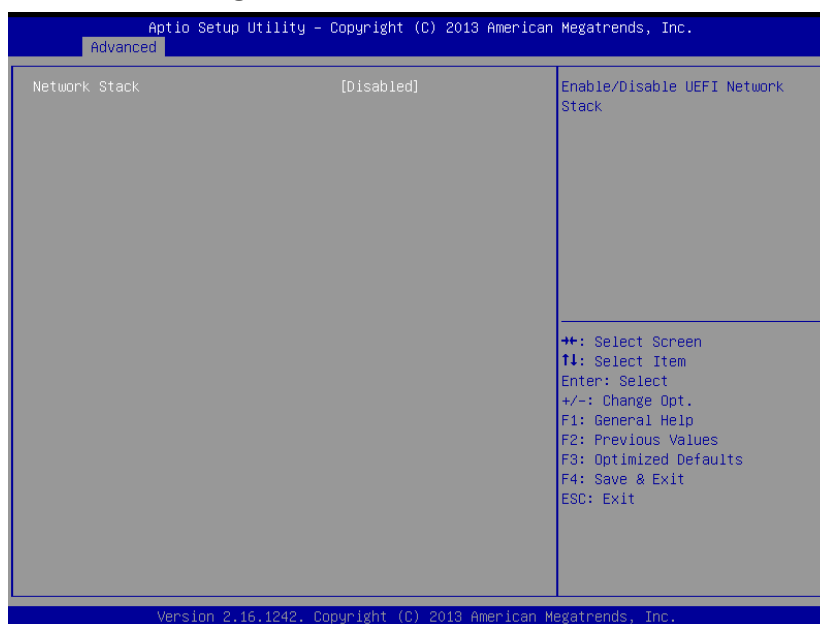 Aptio Setup Utility – Copyright (C) 2013 American Megatrends, Inc.
Advanced
Network Stack [Disabled]
Enable/Disable UEFI Network
Stack
→←: Select Screen
↑↓: Select Item
Enter: Select
+/-: Change Opt.
F1: General Help
F2: Previous Values
F3: Optimized Defaults
F4: Save & Exit
ESC: Exit
Version 2.16.1242. Copyright (C) 2013 American Megatrends, Inc.